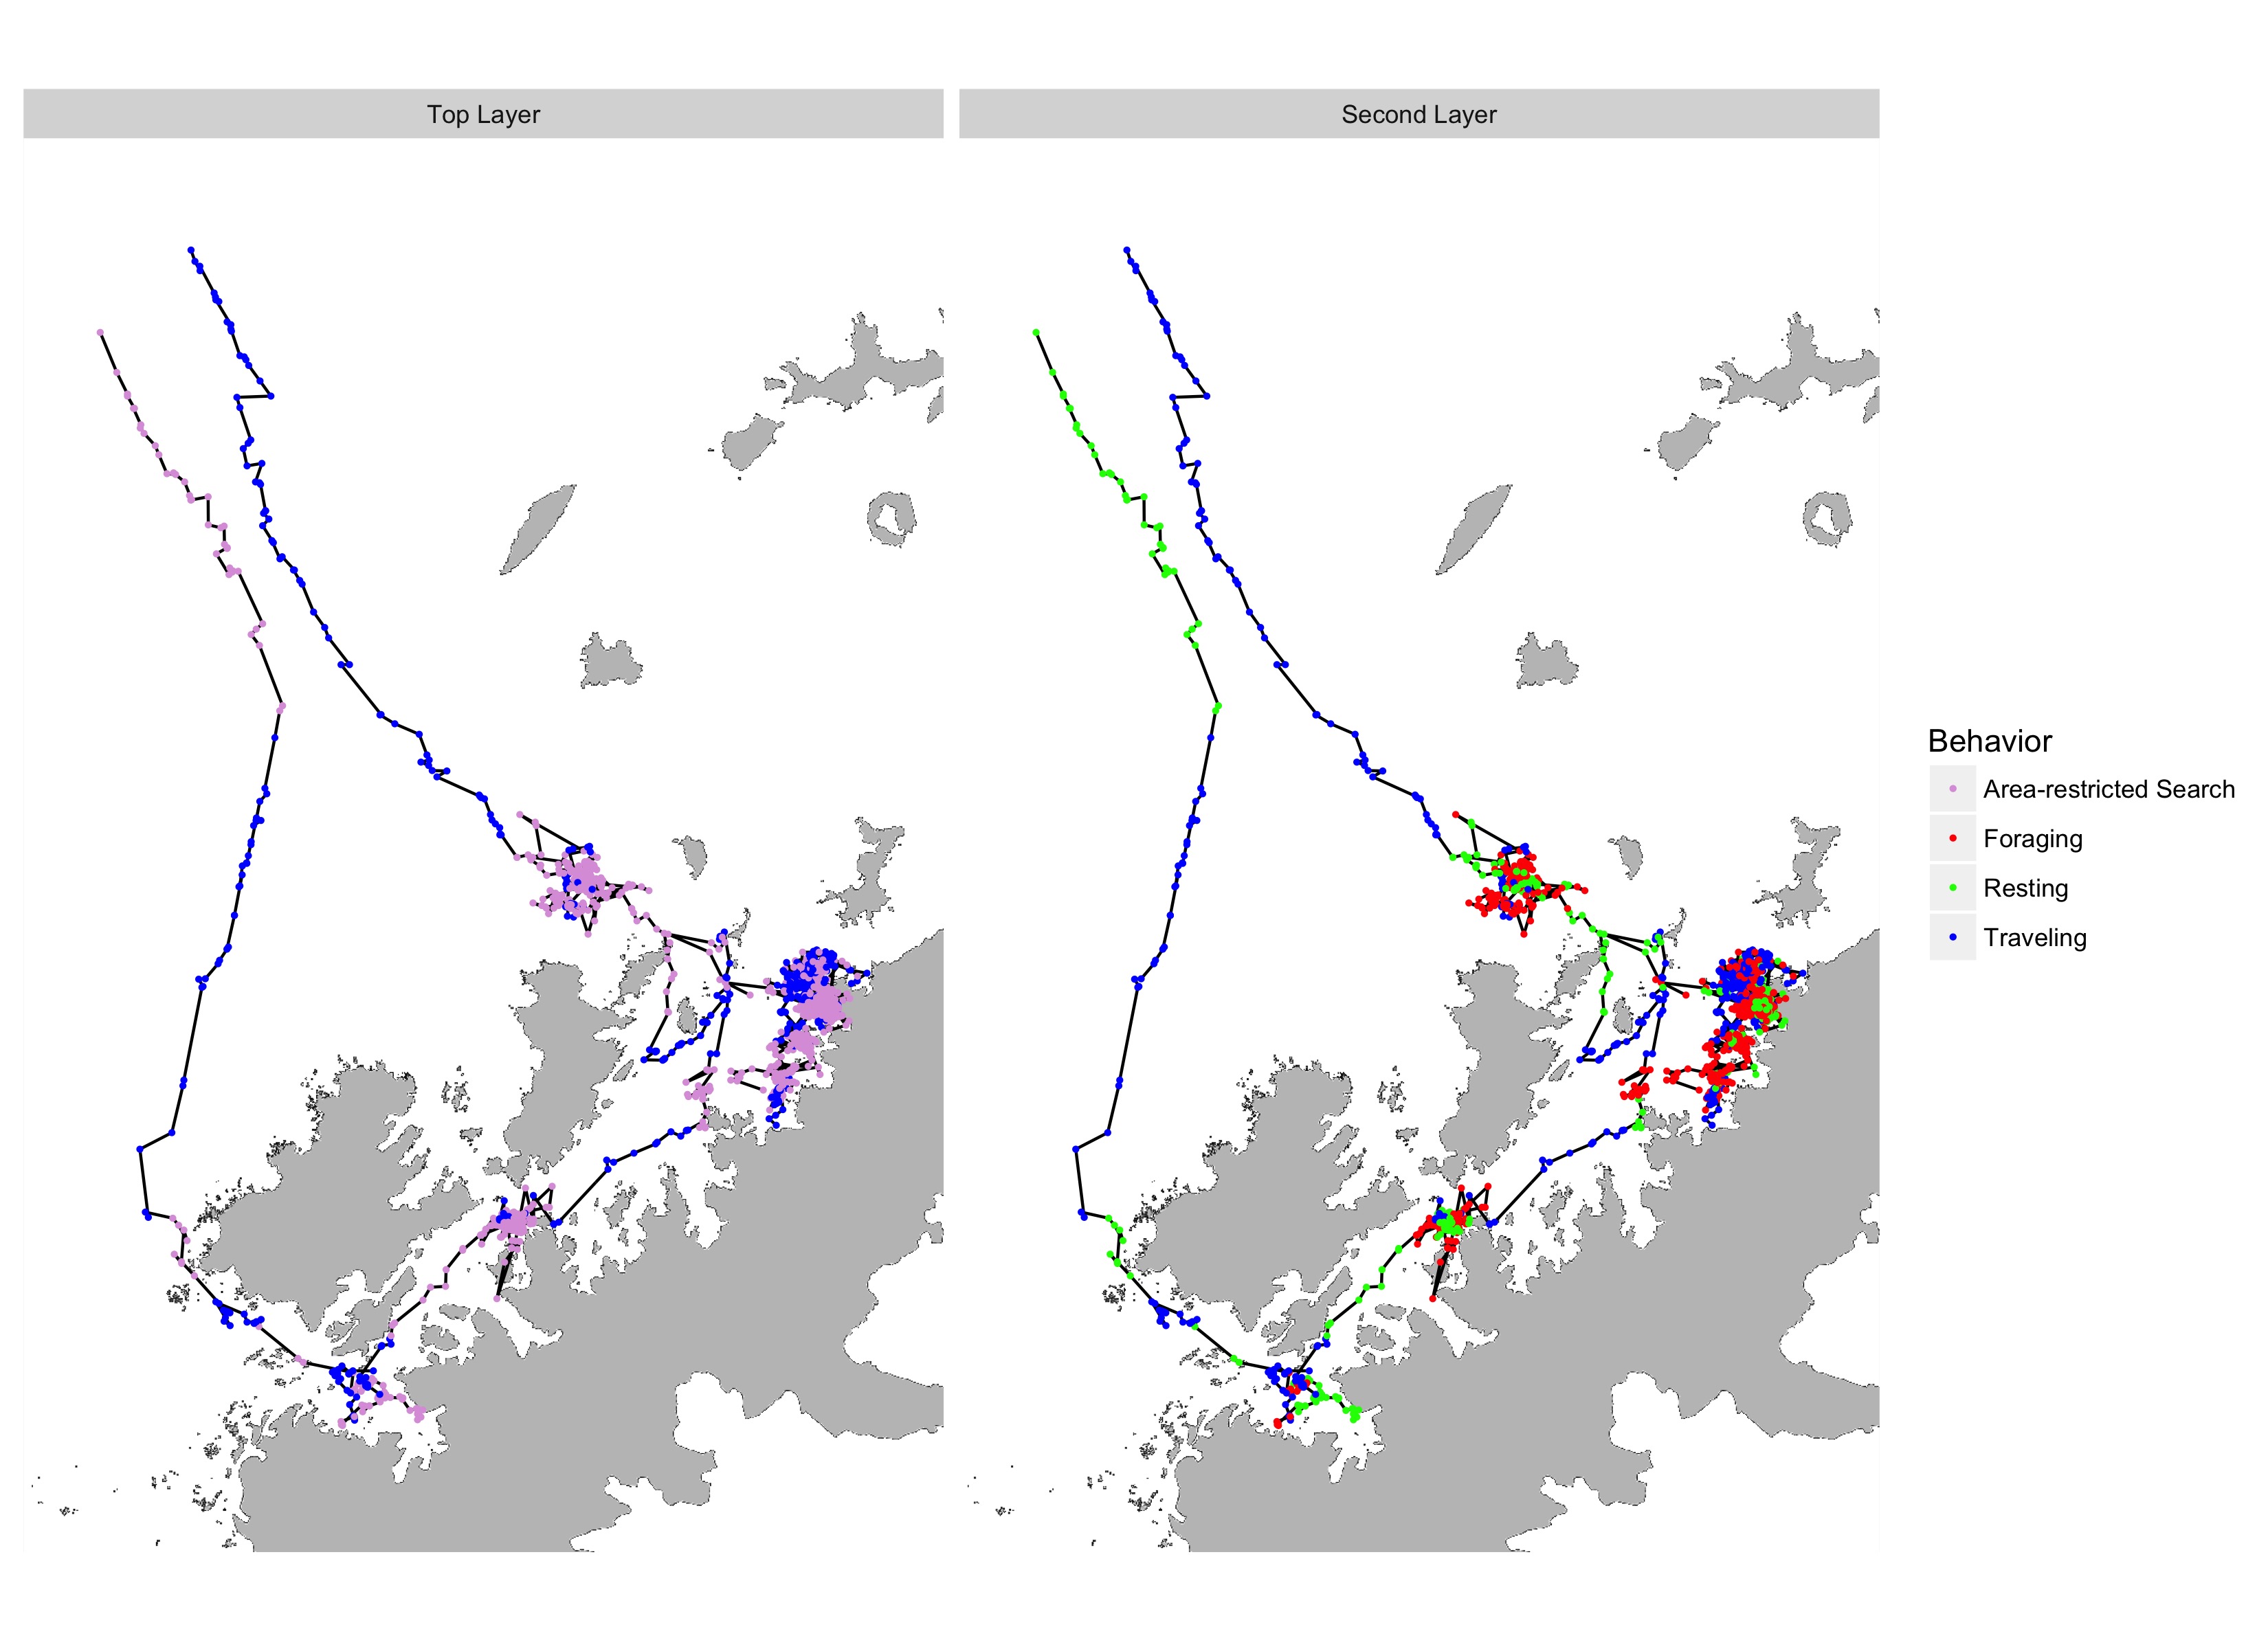 Top Layer
Second Layer
Behavior
Area-restricted Search
Foraging
Resting
Traveling